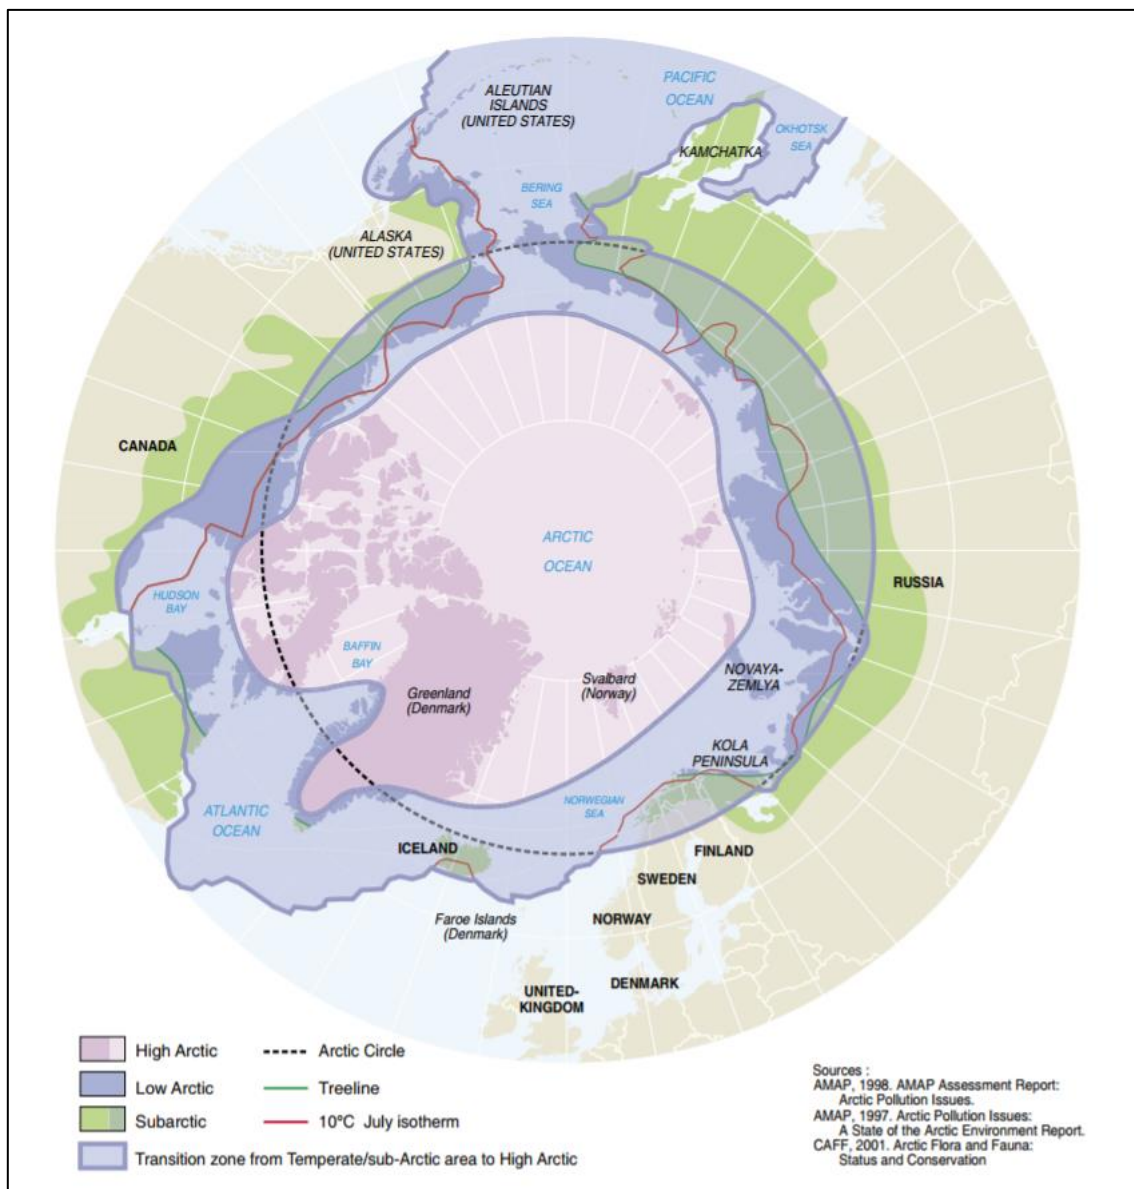 PACIFIC
OCEAN
ALEUTIAN
ISLANDS
(UNITED STATES)
OKHOTSK
SEA
KAMCHATKA
BERING
SEA
ALASKA
(UNITED STATES)
CANADA
ARCTIC
OCEAN
RUSSIA
HUDSON
BAY
BAFFIN
BAY
Greenland
(Denmark)
Svalbard
(Norway)
NOVAYA-
ZEMLYA
KOLA
PENINSULA
NORWEGIAN
SEA
ATLANTIC
OCEAN
ICELAND
FINLAND
SWEDEN
Faroe Islands
(Denmark)
NORWAY
DENMARK
UNITED-
KINGDOM
High Arctic
Arctic Circle
Low Arctic
Treeline
Subarctic
10ºC July isotherm
Transition zone from Temperate/sub-Arctic area to High Arctic
Sources :
AMAP, 1998. AMAP Assessment Report:
Arctic Pollution Issues.
AMAP, 1997. Arctic Pollution Issues:
A State of the Arctic Environment Report.
CAFF, 2001. Arctic Flora and Fauna:
Status and Conservation